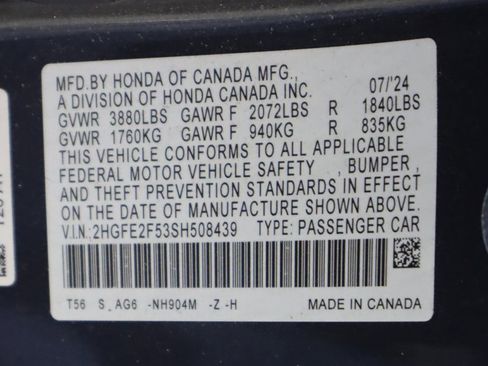 MFD.BY HONDA OF CANADA MFG.,
A DIVISION OF HONDA CANADA INC. 07/'24
GVWR 3880LBS GAWR F 2072LBS R 1840LBS
GVWR 1760KG GAWR F 940KG R 835KG
THIS VEHICLE CONFORMS TO ALL APPLICABLE
FEDERAL MOTOR VEHICLE SAFETY , BUMPER,
AND THEFT PREVENTION STANDARDS IN EFFECT
ON THE DATE OF MANUFACTURE SHOWN ABOVE.
V.I.N:2HGFE2F53SH508439 TYPE: PASSENGER CAR
T56 S_AG6 -NH904M -Z -H MADE IN CANADA